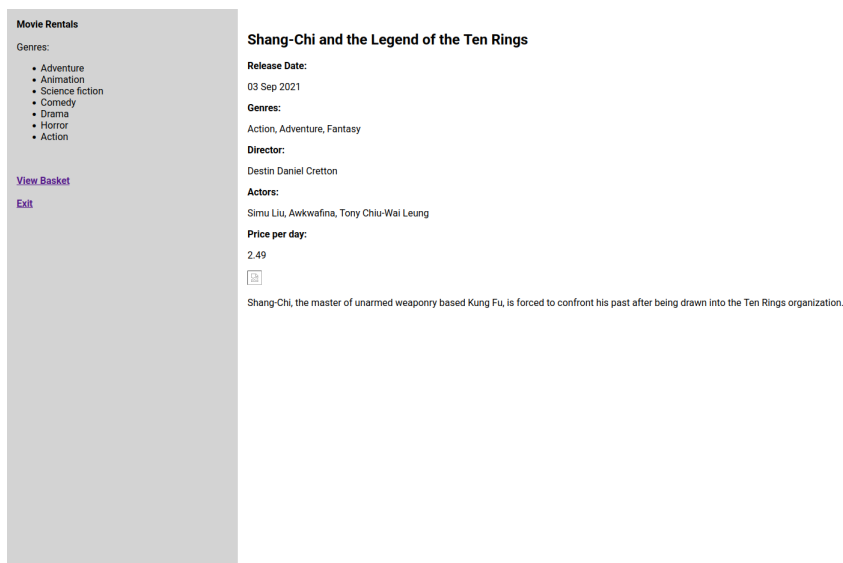 Movie Rentals
Genres:
Adventure
Animation
Science fiction
Comedy
Drama
Horror
Action
View Basket
Exit
Shang-Chi and the Legend of the Ten Rings
Release Date:
03 Sep 2021
Genres:
Action, Adventure, Fantasy
Director:
Destin Daniel Cretton
Actors:
Simu Liu, Awkwafina, Tony Chiu-Wai Leung
Price per day:
2.49
Shang-Chi, the master of unarmed weaponry based Kung Fu, is forced to confront his past after being drawn into the Ten Rings organization.